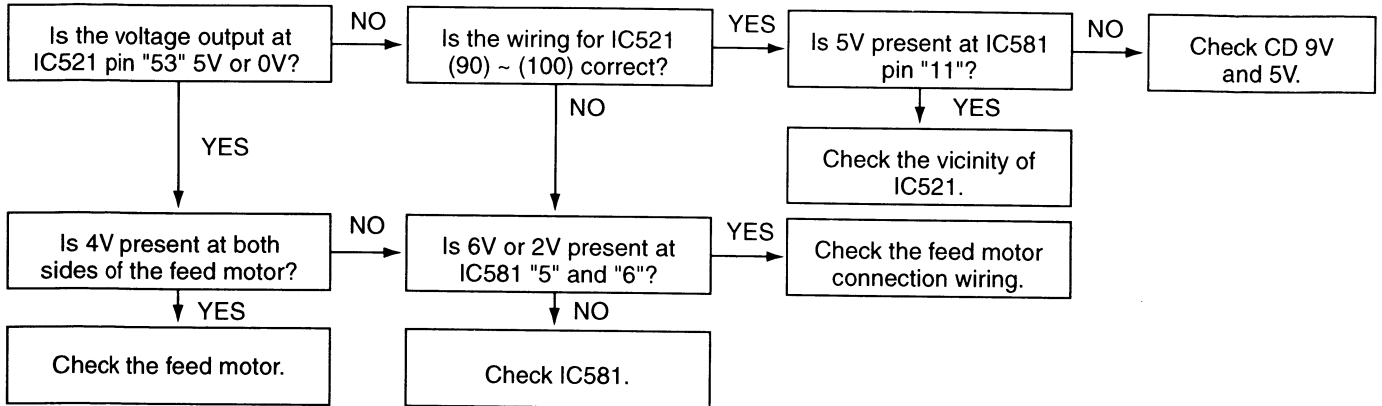 Is the voltage output at
IC521 pin "53" 5V or 0V?
NO
Is the wiring for IC521
(90) ~ (100) correct?
YES
Is 5V present at IC581
pin "11"?
NO
Check CD 9V
and 5V.
YES
NO
YES
Check the vicinity of
IC521.
Is 4V present at both
sides of the feed motor?
NO
Is 6V or 2V present at
IC581 "5" and "6"?
YES
Check the feed motor
connection wiring.
YES
NO
Check the feed motor.
Check IC581.